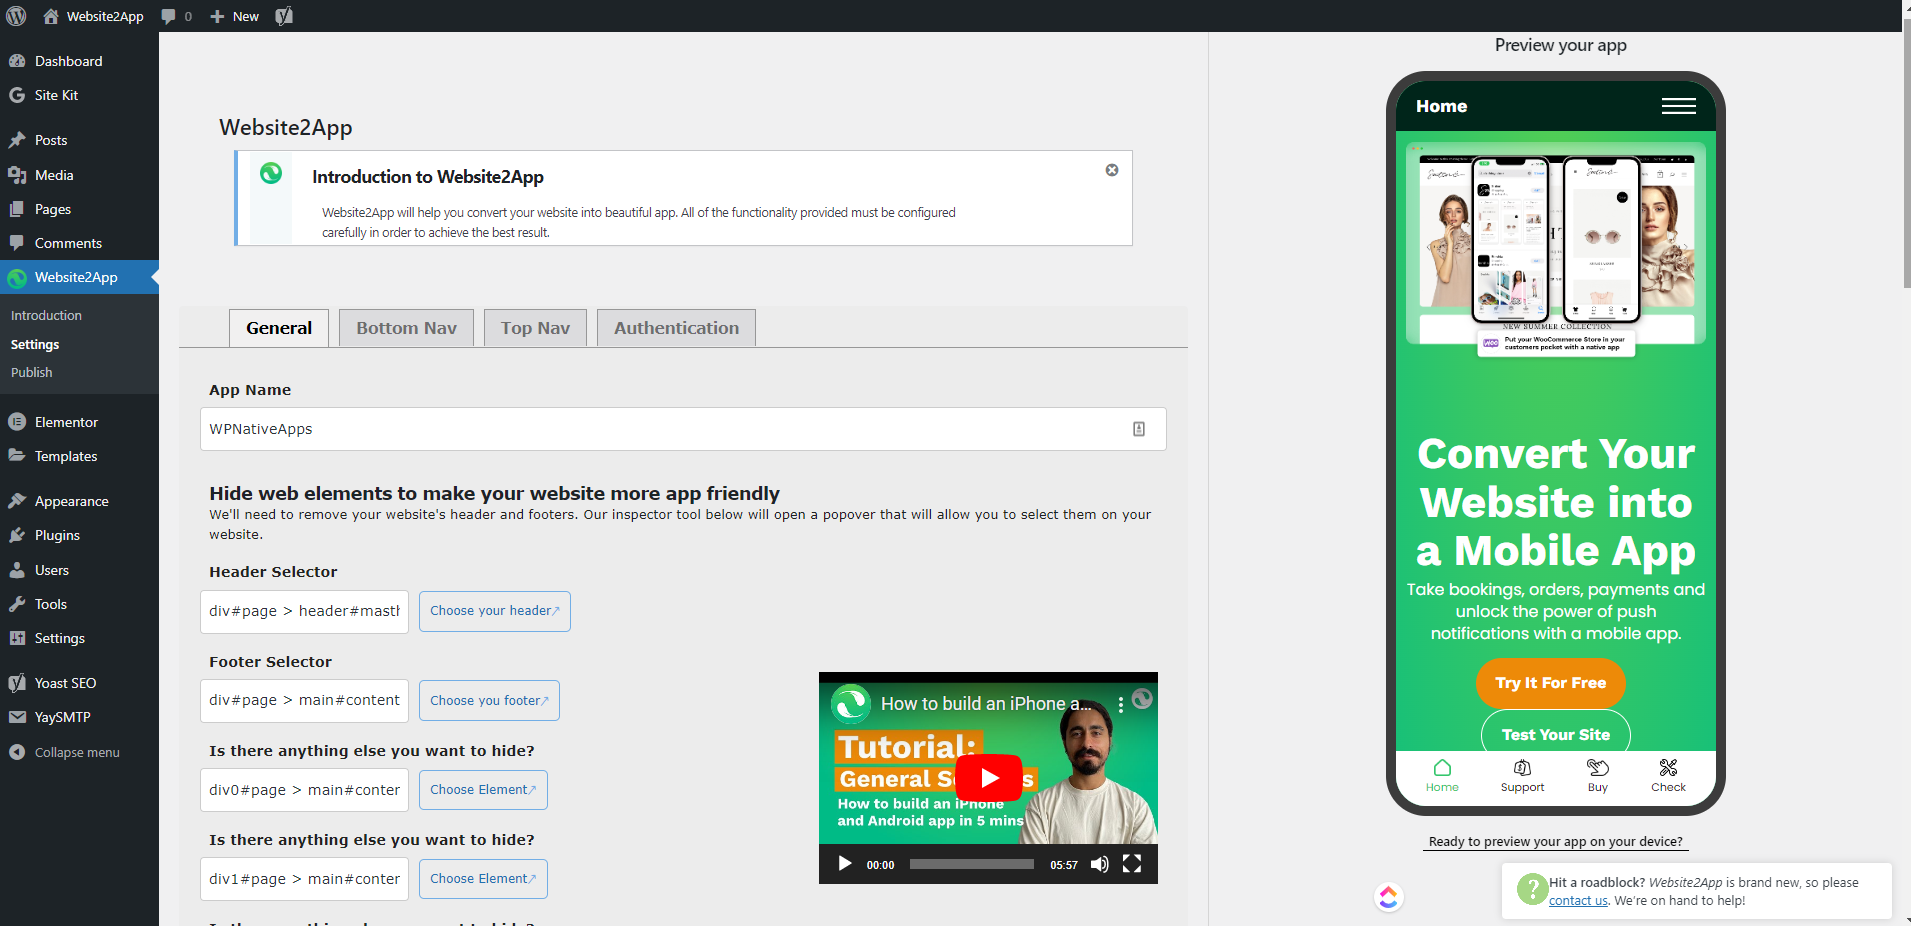 Website2App
0
New
Dashboard
Site Kit
Posts
Media
Pages
Comments
Website2App
Introduction
Settings
Publish
Elementor
Templates
Appearance
Plugins
Users
Tools
Settings
Yoast SEO
YaySMTP
Collapse menu
Website2App
Introduction to Website2App
Website2App will help you convert your website into beautiful app. All of the functionality provided must be configured
carefully in order to achieve the best result.
General
Bottom Nav
Top Nav
Authentication
App Name
WPNativeApps
Hide web elements to make your website more app friendly
We'll need to remove your website's header and footers. Our inspector tool below will open a popover that will allow you to select them on your
website.
Header Selector
div#page > header#masth
Choose your header
Footer Selector
div#page > main#content
Choose you footer
Is there anything else you want to hide?
div0#page > main#conter
Choose Element
Is there anything else you want to hide?
div1#page > main#conter
Choose Element
How to build an iPhone a...
Tutorial:
General S
s
How to build an iPhone
and Android app in 5 mins
00:00
05:57
Preview your app
Home
NEW SUMMER COLLECTION
woo
Put your WooCommerce Store in your
customers pocket with a native app
Convert Your
Website into
a Mobile App
Take bookings, orders, payments and
unlock the power of push
notifications with a mobile app.
Try It For Free
Test Your Site
Home
Support
Buy
Check
Ready to preview your app on your device?
?
Hit a roadblock? Website2App is brand new, so please
contact us. We're on hand to help!